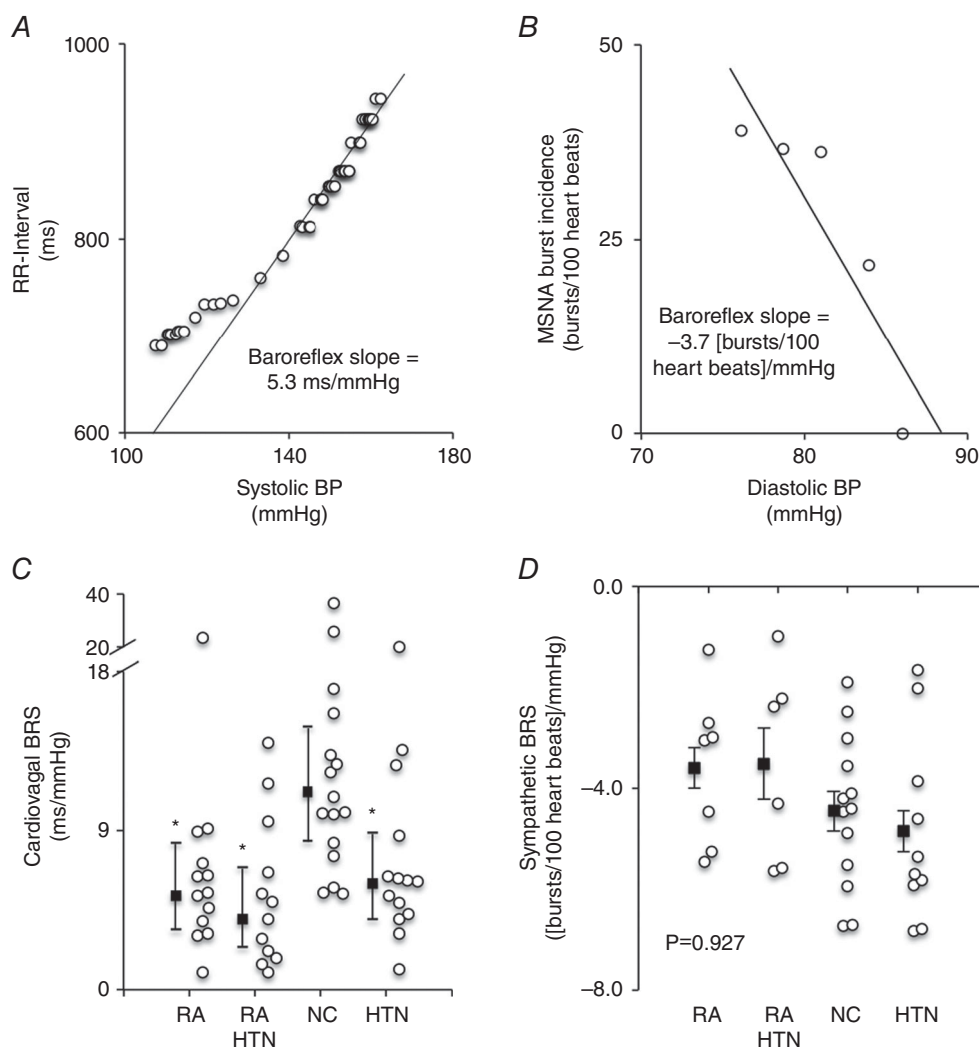 A
1000
800
600
RR-Interval
(ms)
Baroreflex slope =
5.3 ms/mmHg
100
140
180
Systolic BP
(mmHg)
B
50
25
0
MSNA burst incidence
(bursts/100 heart beats)
Baroreflex slope =
–3.7 [bursts/100
heart beats]/mmHg
70
80
90
Diastolic BP
(mmHg)
C
40
20
18
9
0
Cardiovagal BRS
(ms/mmHg)
*
*
*
RA
RA
HTN
NC
HTN
D
0.0
–4.0
–8.0
Sympathetic BRS
([bursts/100 heart beats]/mmHg)
P=0.927
RA
RA
HTN
NC
HTN